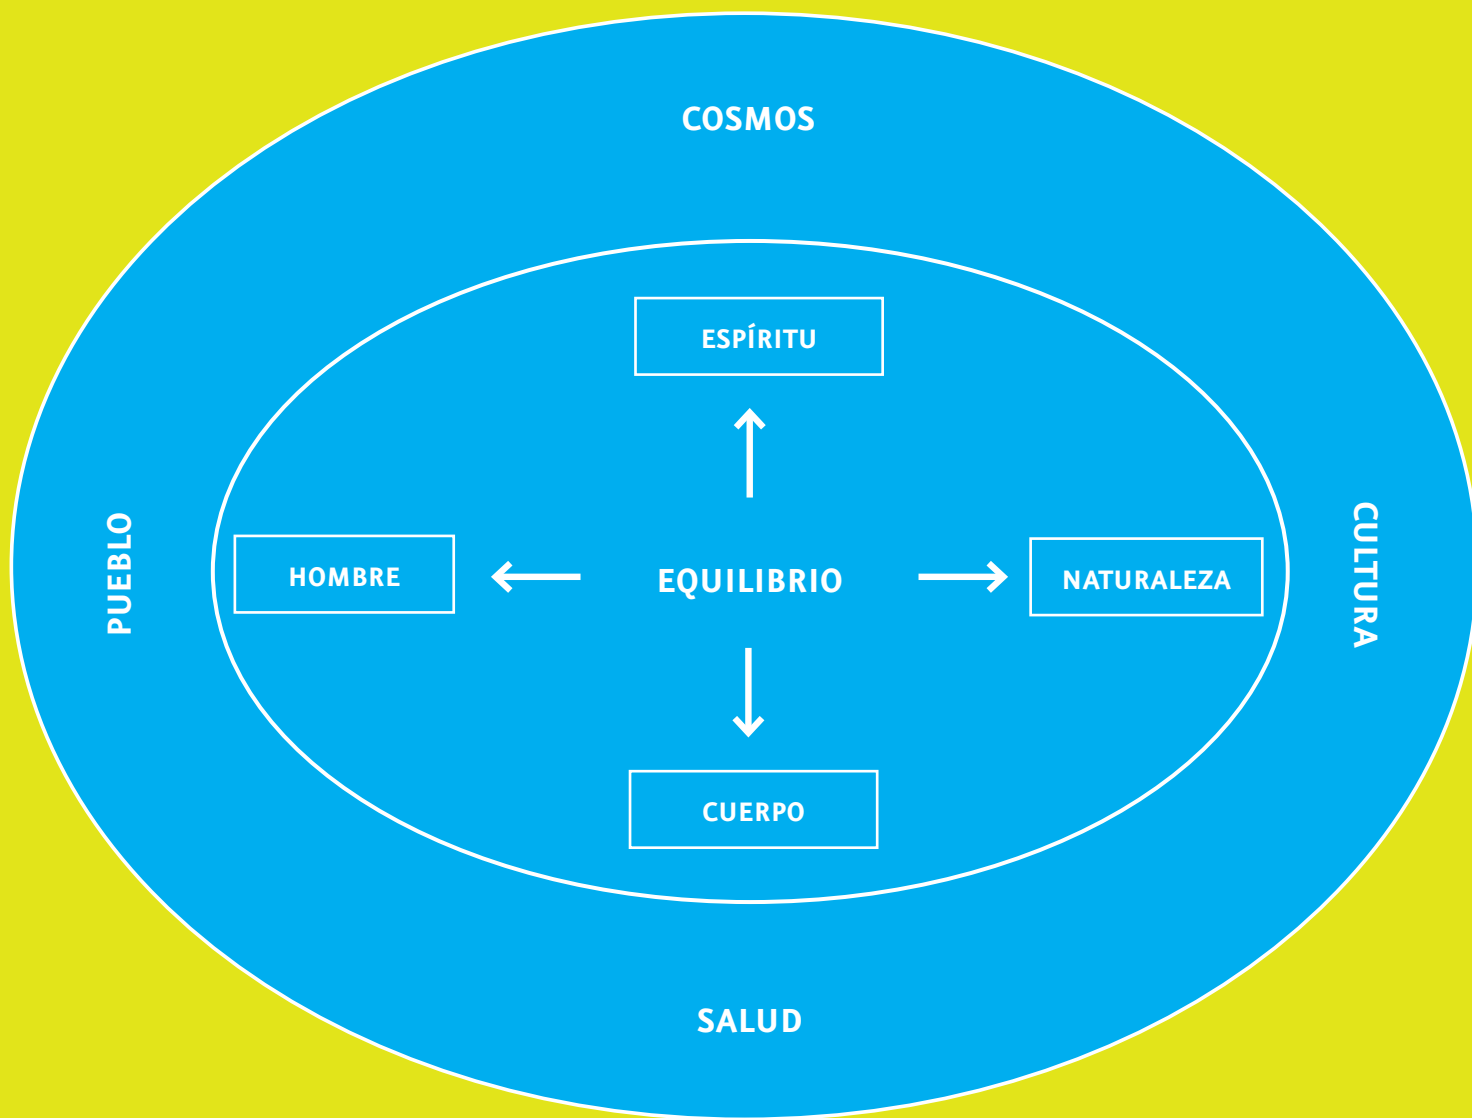 COSMOS
ESPÍRITU
PUEBLO
HOMBRE
EQUILIBRIO
NATURALEZA
CULTURA
CUERPO
SALUD